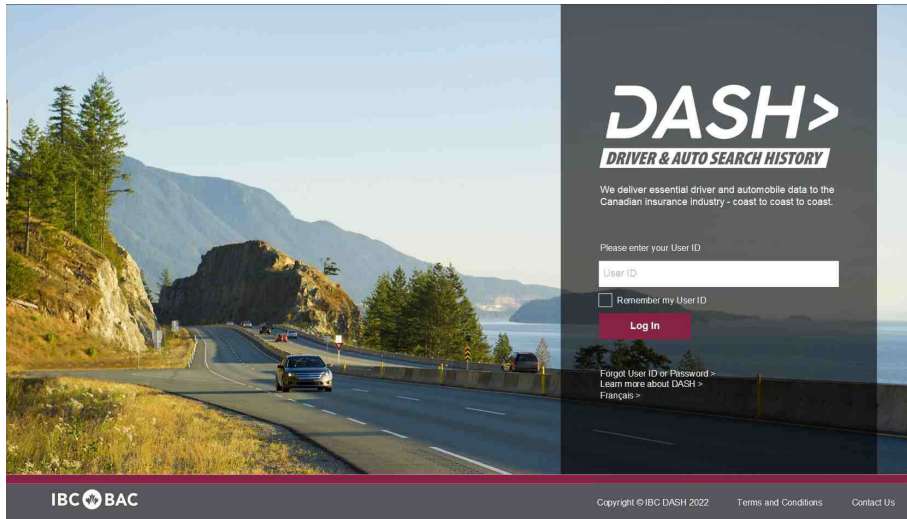 DASH>
DRIVER & AUTO SEARCH HISTORY
We deliver essential driver and automobile data to the
Canadian insurance industry - coast to coast to coast.
Please enter your User ID
User ID
Remember my User ID
Log In
Forgot User ID or Password >
Learn more about DASH >
Français >
IBC BAC
Copyright © IBC DASH 2022 Terms and Conditions Contact Us